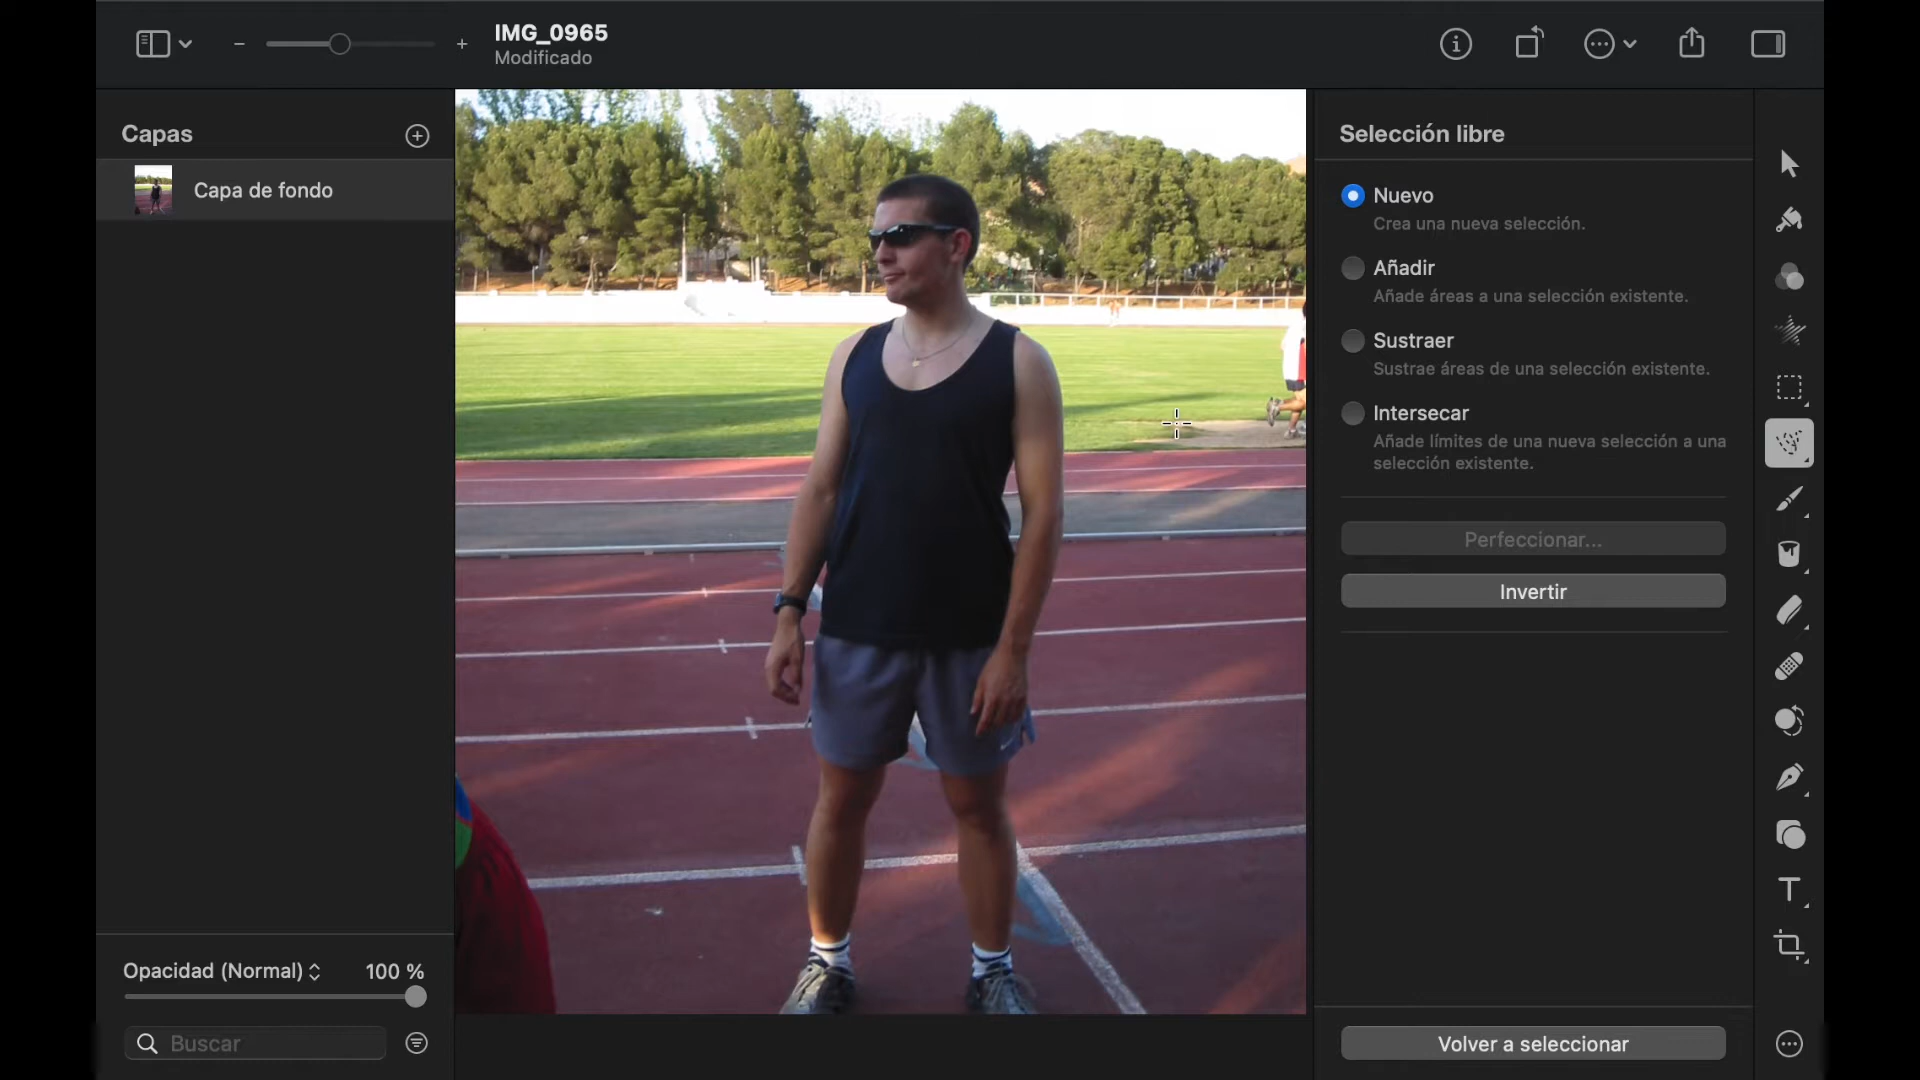 IMG_0965
Modificado
Capas
Capa de fondo
Opacidad (Normal) 100 %
Buscar
Selección libre
Nuevo
Crea una nueva selección.
Añadir
Añade áreas a una selección existente.
Sustraer
Sustrae áreas de una selección existente.
Intersecar
Añade límites de una nueva selección a una
selección existente.
Perfeccionar...
Invertir
Volver a seleccionar